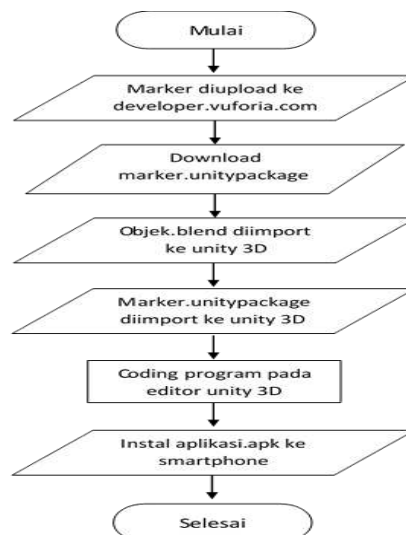 Mulai
Marker diupload ke
developer.vuforia.com
Download
marker.unitypackage
Objek.blend diimport
ke unity 3D
Marker.unitypackage
diimport ke unity 3D
Coding program pada
editor unity 3D
Instal aplikasi.apk ke
smartphone
Selesai